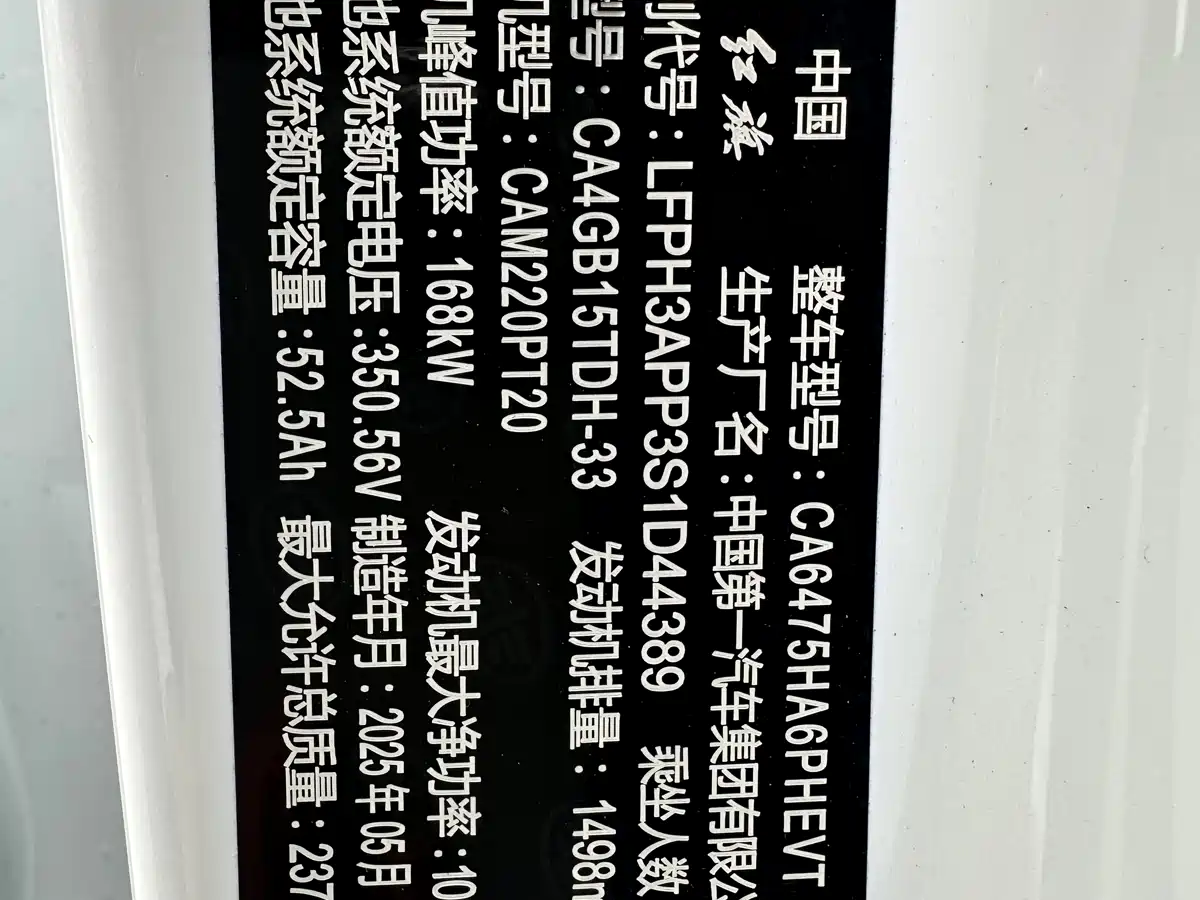 中国 整车型号：CA6475HA6PHEVT
红旗 生产厂名：中国第一汽车集团有限公
别代号：LFPH3APP3S1D44389 乘坐人数
型号：CA4GB15TDH-33 发动机排量：1498m
机型号：CAM220PT20
机峰值功率：168kW 发动机最大净功率：10
池系统额定电压：350.56V 制造年月：2025年05月
池系统额定容量：52.5Ah 最大允许总质量：237